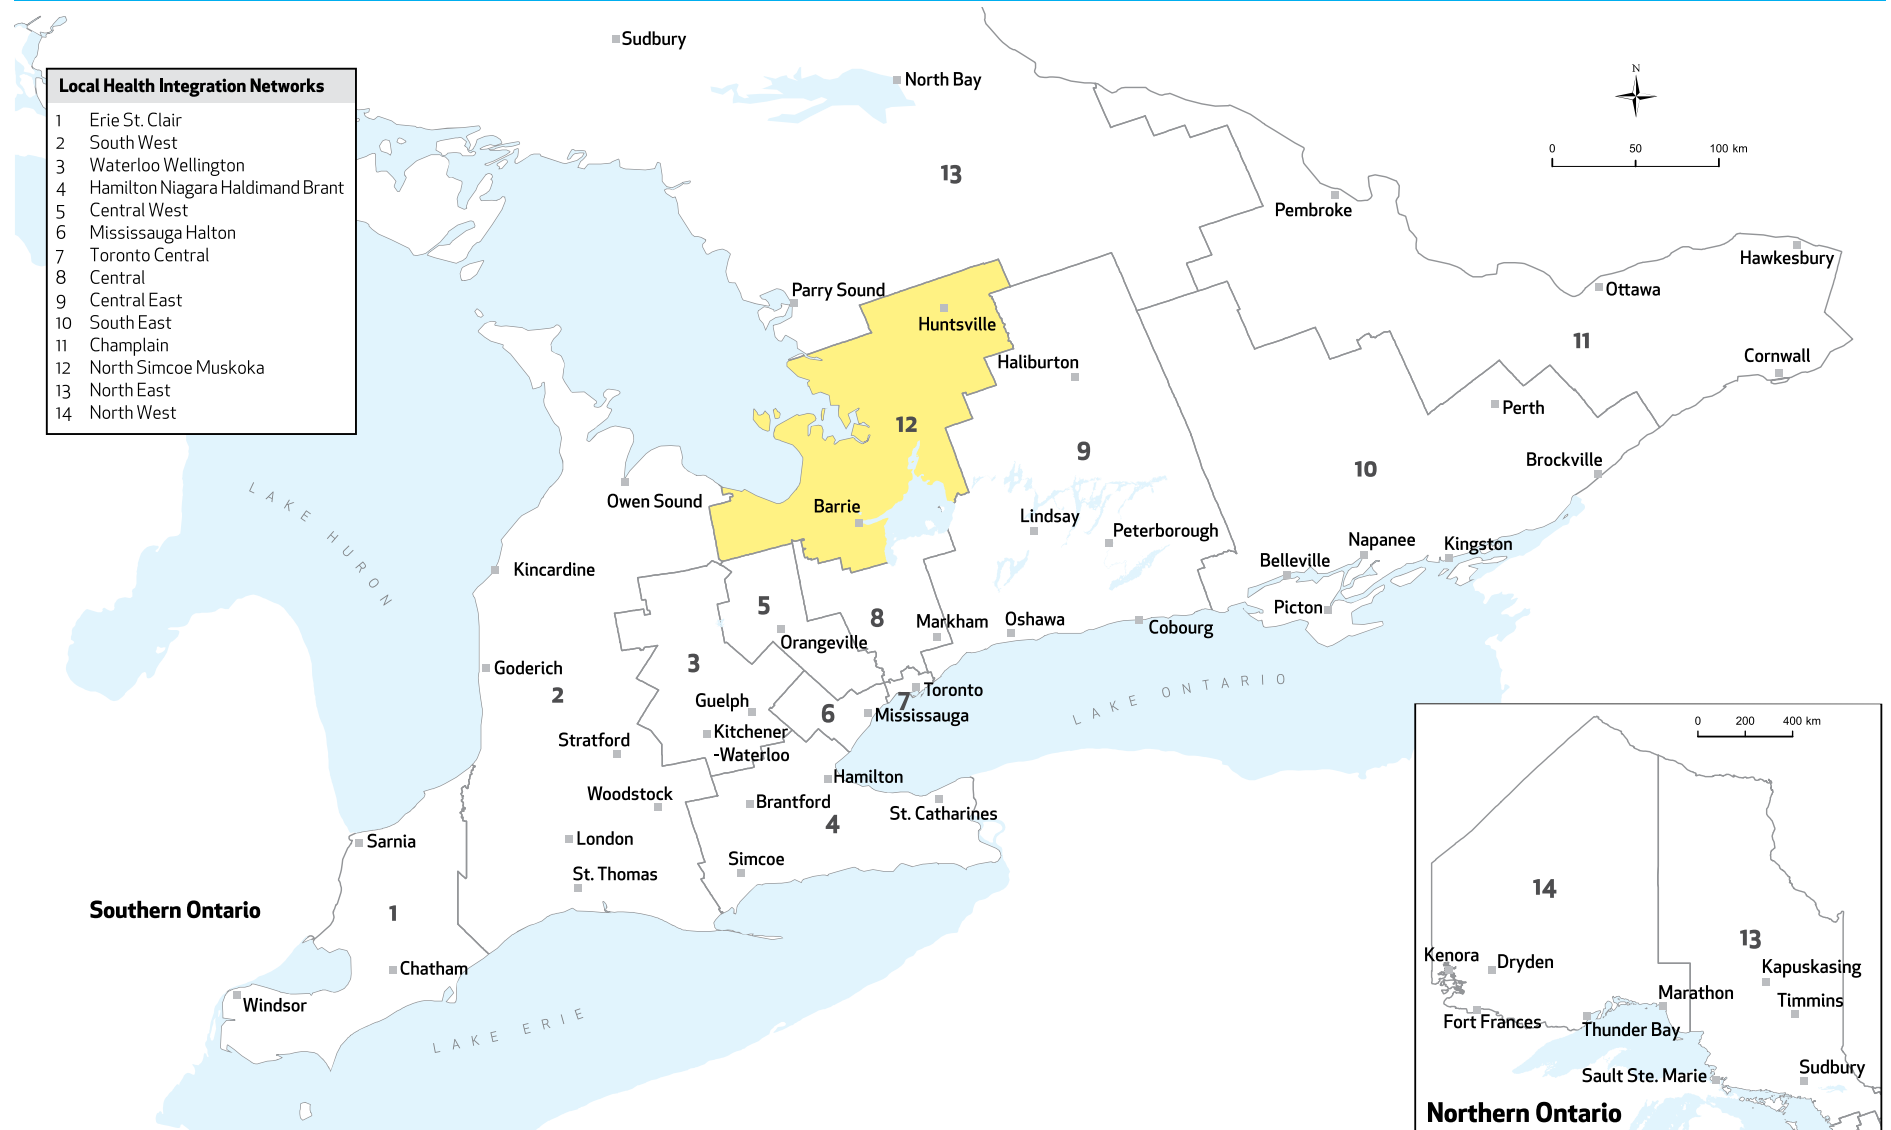 Sudbury
North Bay
N
0 50 100 km
Local Health Integration Networks
1 Erie St. Clair
2 South West
3 Waterloo Wellington
4 Hamilton Niagara Haldimand Brant
5 Central West
6 Mississauga Halton
7 Toronto Central
8 Central
9 Central East
10 South East
11 Champlain
12 North Simcoe Muskoka
13 North East
14 North West
13
Pembroke
Hawkesbury
Parry Sound
Ottawa
Huntsville
11
Haliburton
Cornwall
Perth
12
9
10
Brockville
LAKE HURON
Owen Sound
Barrie
Lindsay
Peterborough
Napanee
Kingston
Belleville
Kincardine
5
8
Picton
Markham
Oshawa
Cobourg
Orangeville
3
Goderich
2
LAKE ONTARIO
Toronto
7
Guelph
6
Mississauga
Stratford
Kitchener
-Waterloo
Hamilton
Woodstock
Brantford
4
St. Catharines
London
Sarnia
Simcoe
St. Thomas
Southern Ontario
1
Chatham
Windsor
LAKE ERIE
0 200 400 km
14
13
Kenora
Dryden
Kapuskasing
Marathon
Timmins
Fort Frances
Thunder Bay
Sault Ste. Marie
Sudbury
Northern Ontario